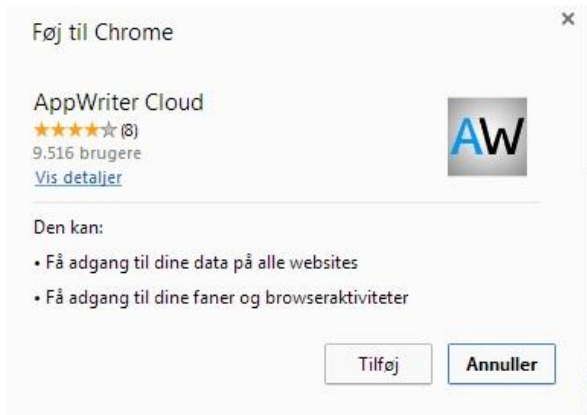 Føj til Chrome
AppWriter Cloud
(8)
9.516 brugere
Vis detaljer
AW
Den kan:
• Få adgang til dine data på alle websites
• Få adgang til dine faner og browseraktiviteter
Tilføj
Annuller